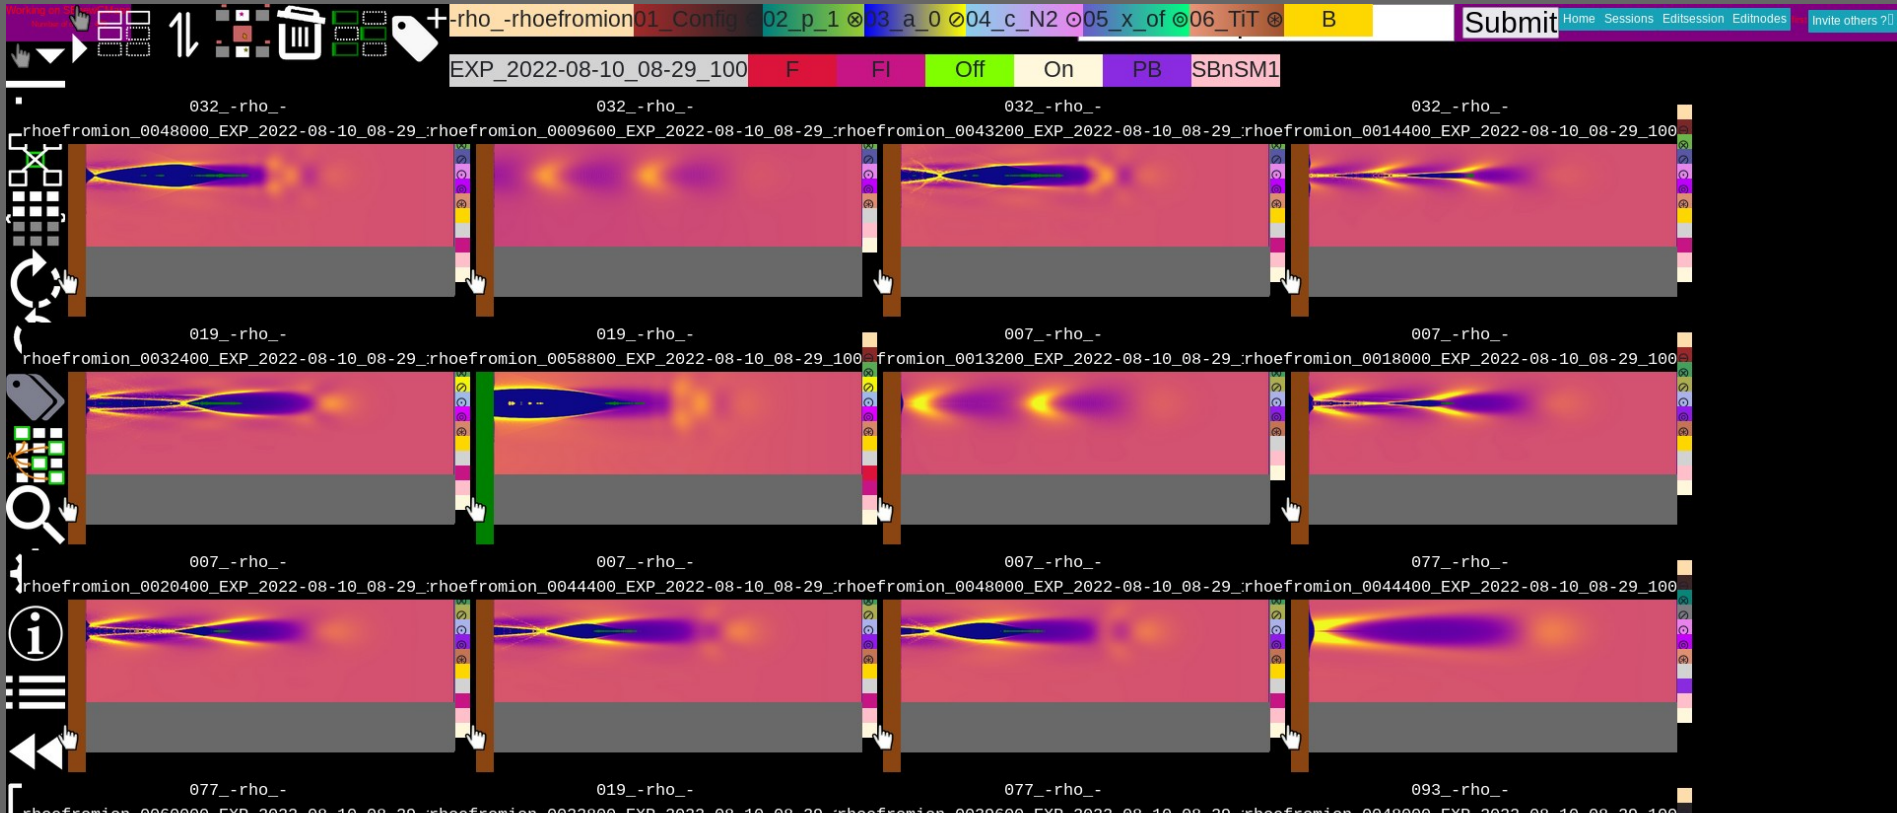 -rho_-rhoefromion 01_Config 02_p_1 ⊗ 03_a_0 ⊘ 04_c_N2 ⊙ 05_x_of ⊚ 06_TiT ⊛ B
Submit
Home Sessions Editsession Editnodes
Invite others ?
EXP_2022-08-10_08-29_100 F FI Off On PB SBnSM1
032_-rho_- 032_-rho_- 032_-rho_- 032_-rho_-
rhoefromion_0048000_EXP_2022-08-10_08-29_ rhoefromion_0009600_EXP_2022-08-10_08-29_ rhoefromion_0043200_EXP_2022-08-10_08-29_ rhoefromion_0014400_EXP_2022-08-10_08-29_100
019_-rho_- 019_-rho_- 007_-rho_- 007_-rho_-
rhoefromion_0032400_EXP_2022-08-10_08-29_ rhoefromion_0058800_EXP_2022-08-10_08-29_100 fromion_0013200_EXP_2022-08-10_08-29_ rhoefromion_0018000_EXP_2022-08-10_08-29_100
007_-rho_- 007_-rho_- 007_-rho_- 077_-rho_-
rhoefromion_0020400_EXP_2022-08-10_08-29_ rhoefromion_0044400_EXP_2022-08-10_08-29_ rhoefromion_0048000_EXP_2022-08-10_08-29_ rhoefromion_0044400_EXP_2022-08-10_08-29_100
077_-rho_- 019_-rho_- 077_-rho_- 093_-rho_-